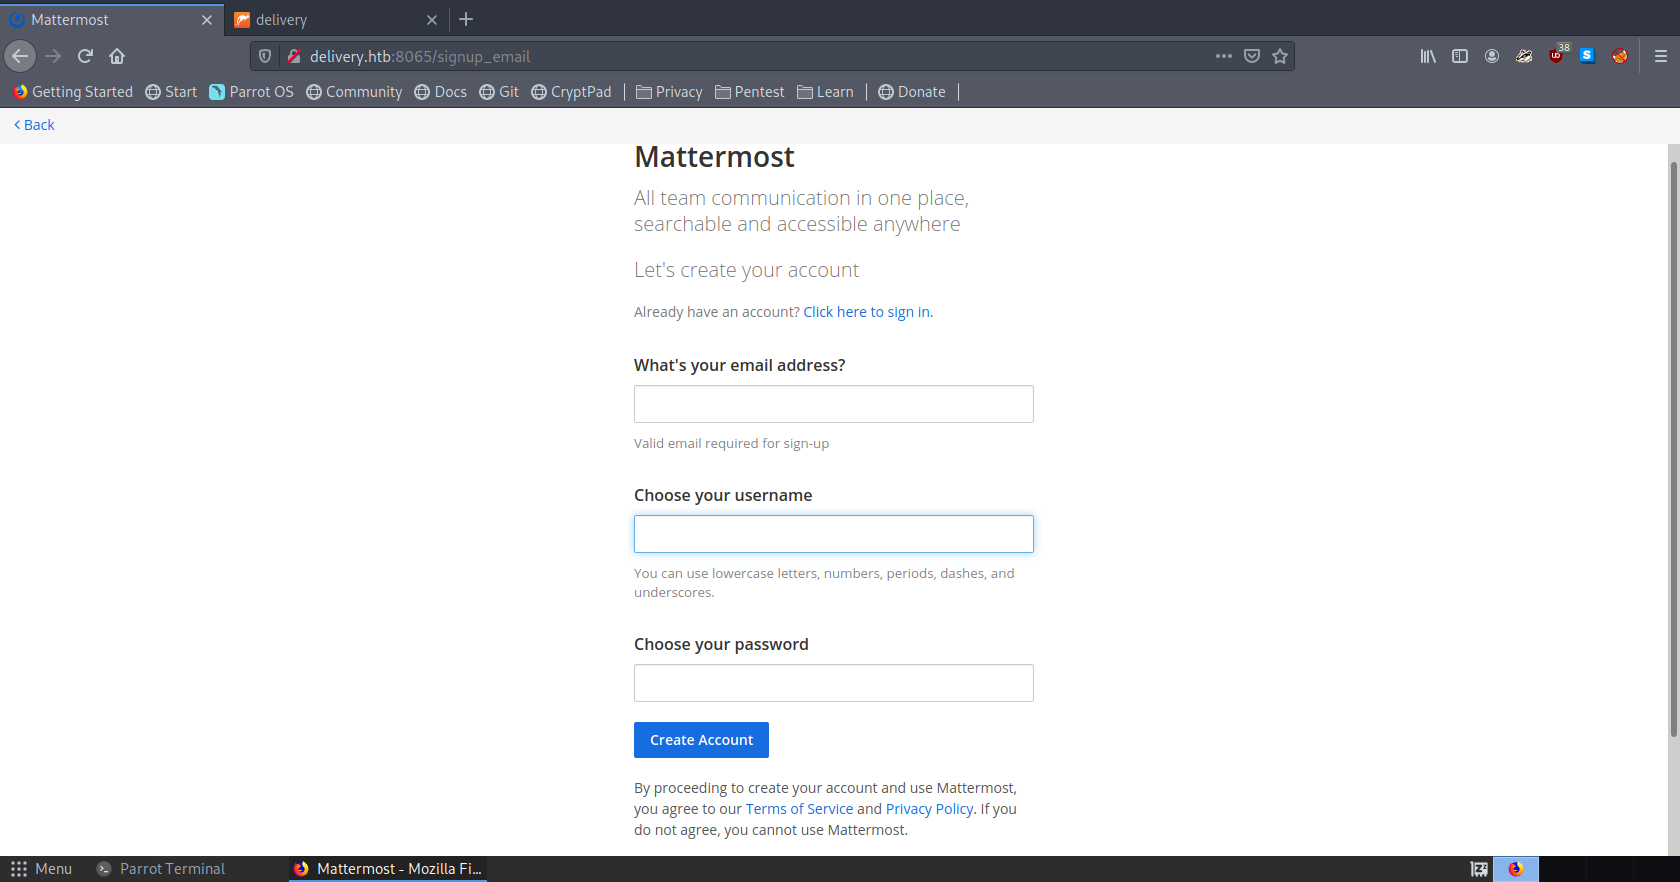 Mattermost
delivery
delivery.htb:8065/signup_email
38
Getting Started Start Parrot OS Community Docs Git CryptPad Privacy Pentest Learn Donate
Back
Mattermost
All team communication in one place,
searchable and accessible anywhere
Let's create your account
Already have an account? Click here to sign in.
What's your email address?
Valid email required for sign-up
Choose your username
You can use lowercase letters, numbers, periods, dashes, and
underscores.
Choose your password
Create Account
By proceeding to create your account and use Mattermost,
you agree to our Terms of Service and Privacy Policy. If you
do not agree, you cannot use Mattermost.
Menu Parrot Terminal Mattermost - Mozilla Fi...